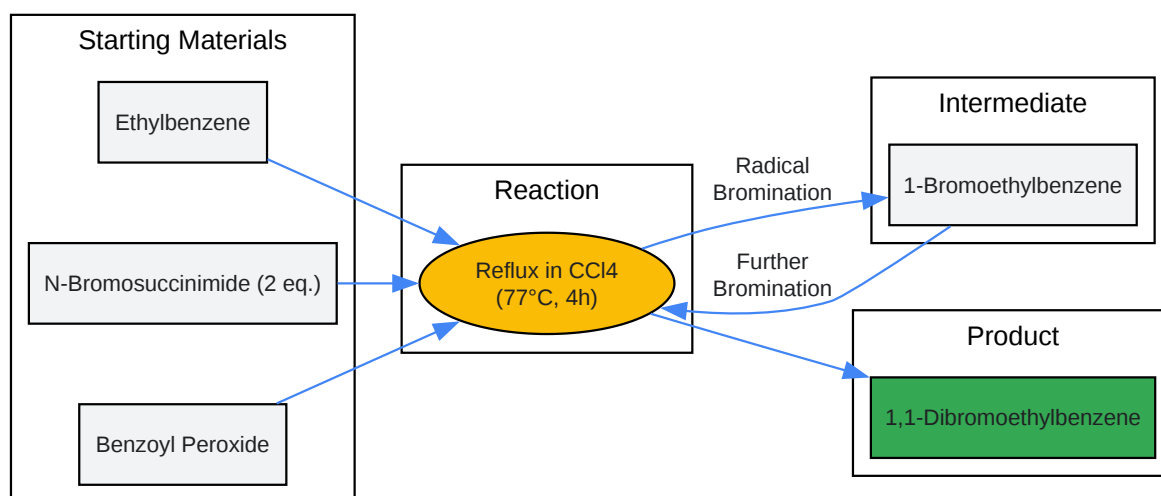 Starting Materials
Ethylbenzene
N-Bromosuccinimide (2 eq.)
Benzoyl Peroxide
Reaction
Reflux in CCl4
(77°C, 4h)
Radical
Bromination
Further
Bromination
Intermediate
1-Bromoethylbenzene
Product
1,1-Dibromoethylbenzene